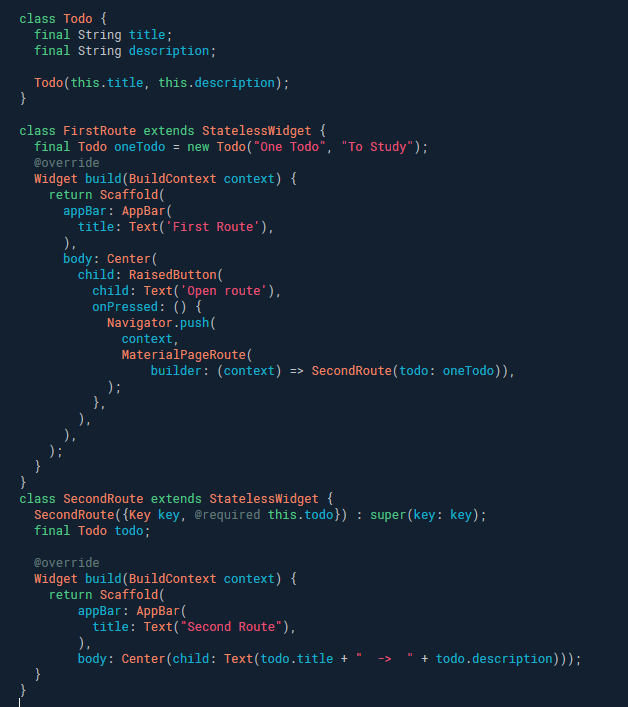 class Todo {
  final String title;
  final String description;

  Todo(this.title, this.description);
}

class FirstRoute extends StatelessWidget {
  final Todo oneTodo = new Todo("One Todo", "To Study");
  @override
  Widget build(BuildContext context) {
    return Scaffold(
      appBar: AppBar(
        title: Text('First Route'),
      ),
      body: Center(
        child: RaisedButton(
          child: Text('Open route'),
          onPressed: () {
            Navigator.push(
              context,
              MaterialPageRoute(
                  builder: (context) => SecondRoute(todo: oneTodo)),
            );
          },
        ),
      ),
    );
  }
}
class SecondRoute extends StatelessWidget {
  SecondRoute({Key key, @required this.todo}) : super(key: key);
  final Todo todo;

  @override
  Widget build(BuildContext context) {
    return Scaffold(
        appBar: AppBar(
          title: Text("Second Route"),
        ),
        body: Center(child: Text(todo.title + "  ->  " + todo.description)));
  }
}